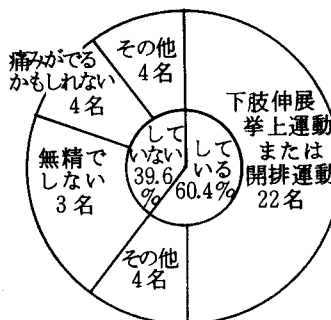 その他
4名
痛みがでる
かもしれない
4名
無精で
しない
3名
して
いない
39.6
%
して
いる
60.4%
下肢伸展
挙上運動
または
開排運動
22名
その他
4名